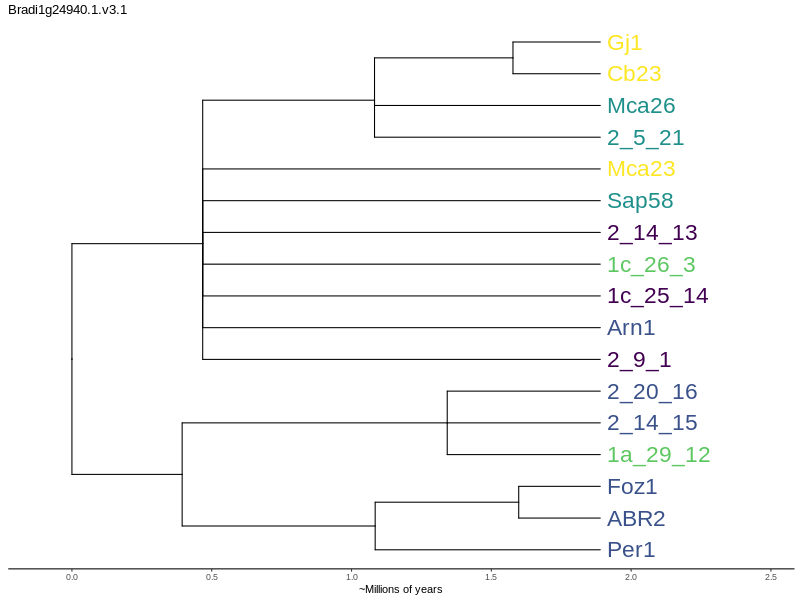 Bradi1g24940.1.v3.1
Gj1
Cb23
Mca26
2_5_21
Mca23
Sap58
2_14_13
1c_26_3
1c_25_14
Arn1
2_9_1
2_20_16
2_14_15
1a_29_12
Foz1
ABR2
Per1
0.0 0.5 1.0 1.5 2.0 2.5
~Millions of years